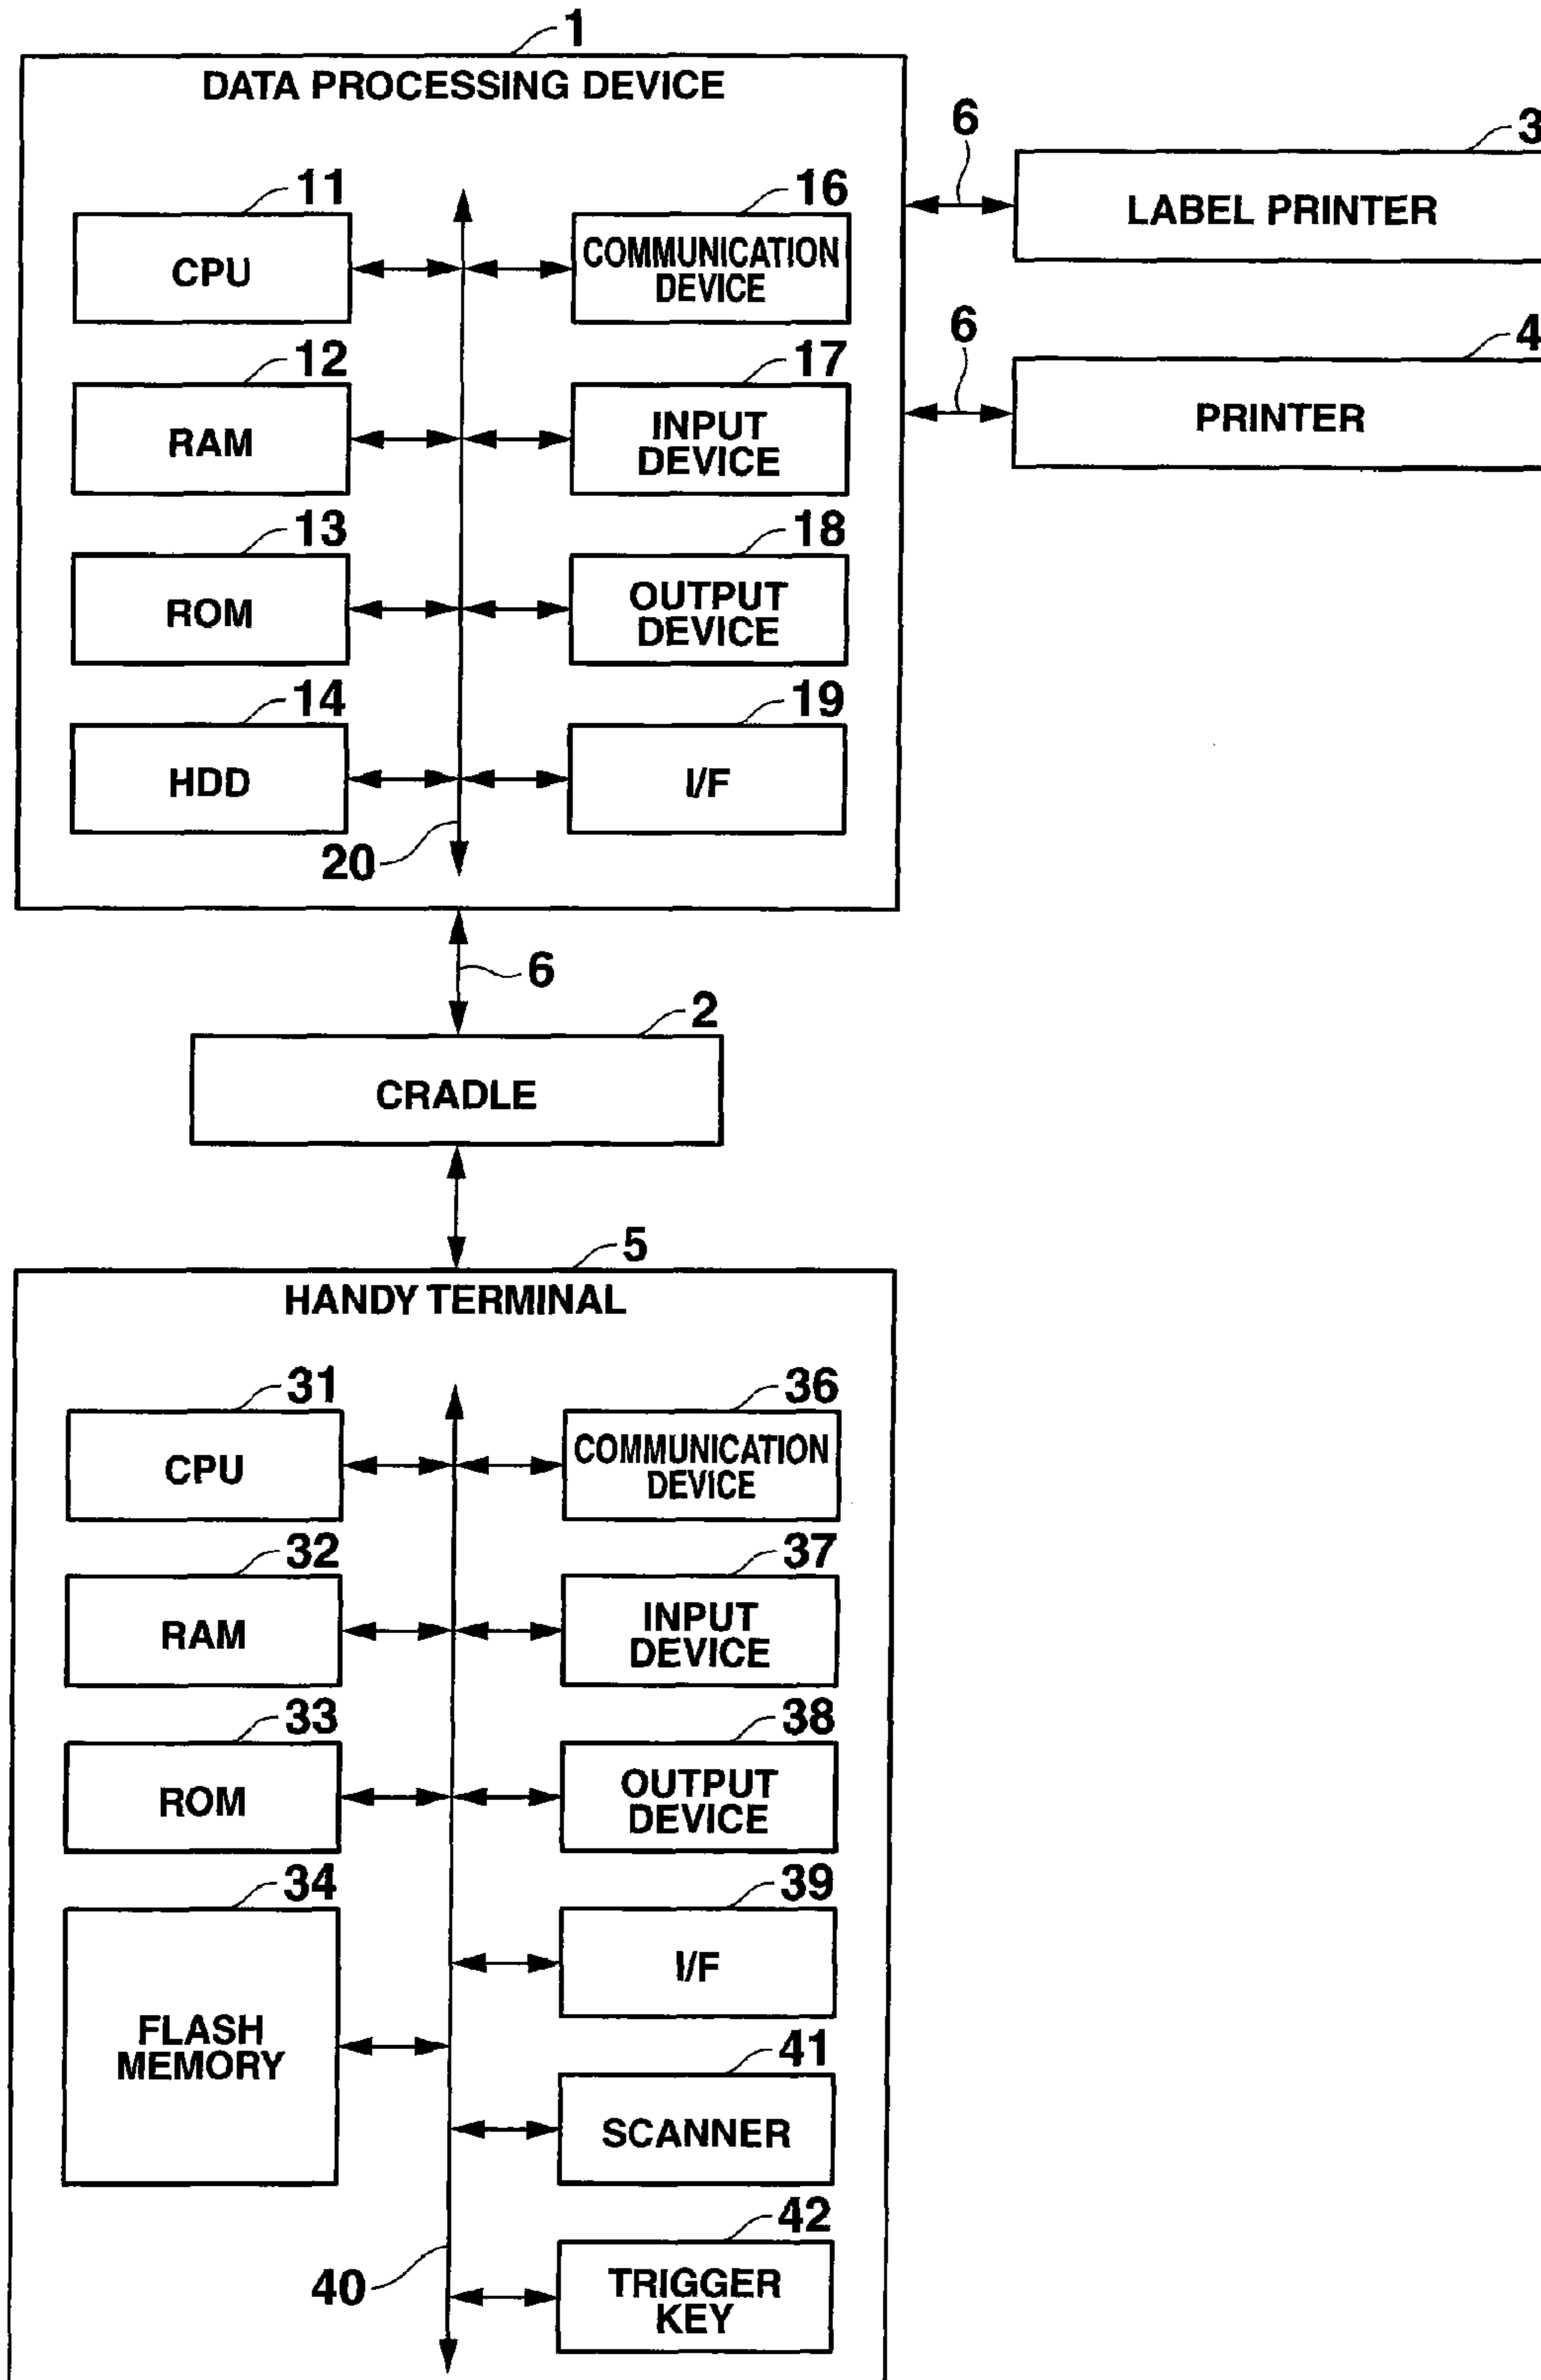 1
DATA PROCESSING DEVICE
11
CPU
12
RAM
13
ROM
14
HDD
16
COMMUNICATION
DEVICE
17
INPUT
DEVICE
18
OUTPUT
DEVICE
19
I/F
20
6
3
LABEL PRINTER
6
4
PRINTER
6
2
CRADLE
5
HANDY TERMINAL
31
CPU
32
RAM
33
ROM
34
FLASH
MEMORY
36
COMMUNICATION
DEVICE
37
INPUT
DEVICE
38
OUTPUT
DEVICE
39
I/F
41
SCANNER
42
TRIGGER
KEY
40